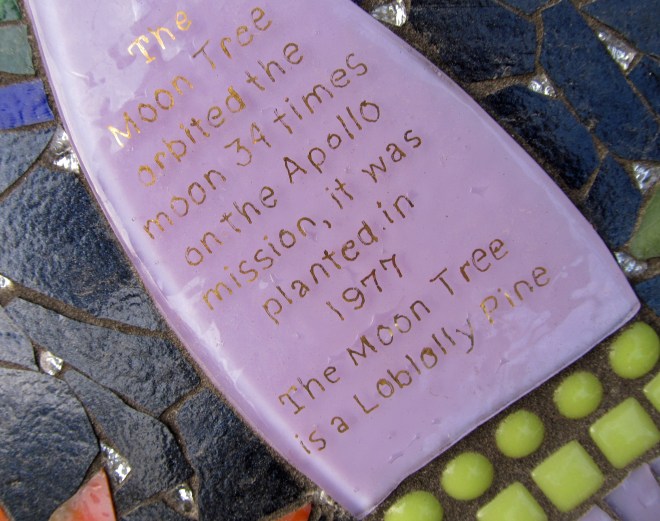 The
Moon Tree
orbited the
moon 34 times
on the Apollo
mission, it was
planted in
1977
The Moon Tree
is a Loblolly Pine